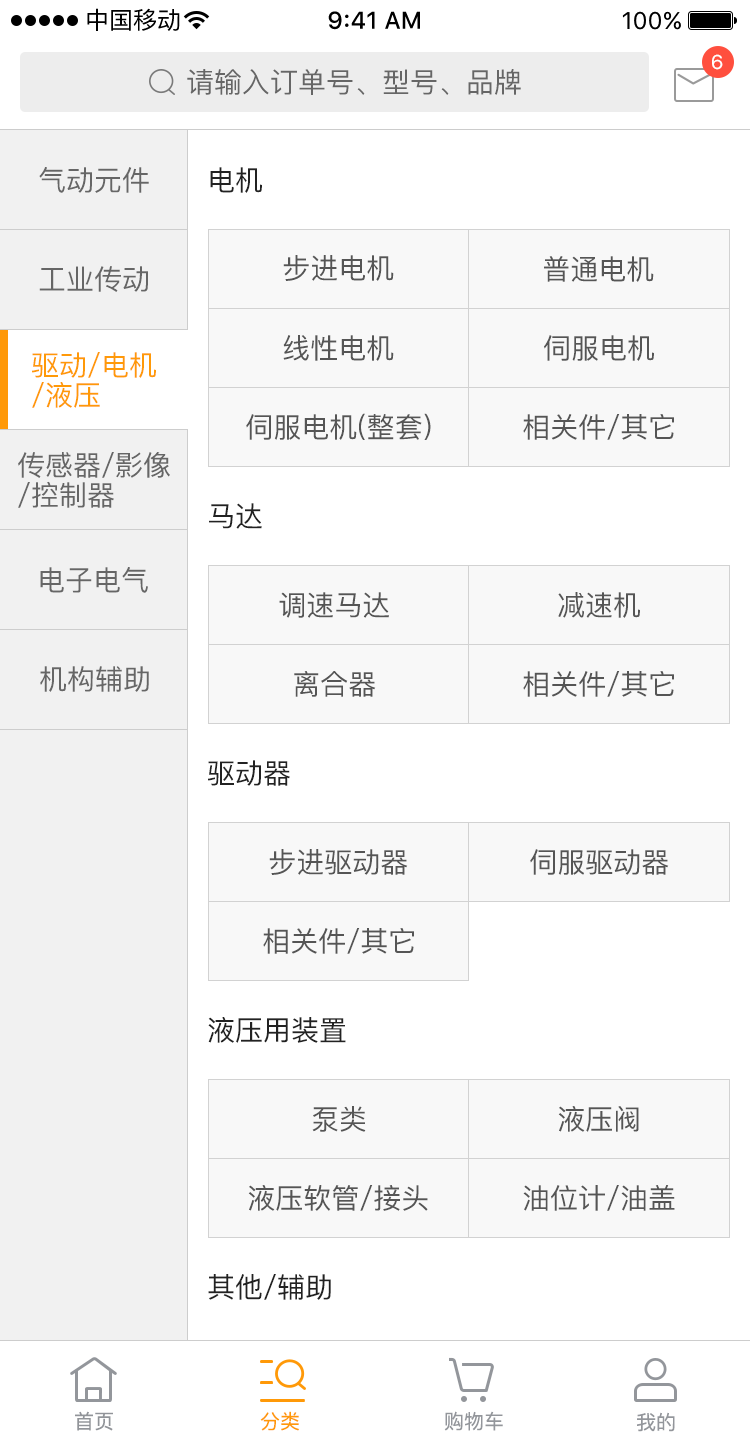 中国移动 9:41 AM 100%
请输入订单号、型号、品牌
6
气动元件
工业传动
驱动/电机
/液压
传感器/影像
/控制器
电子电气
机构辅助
电机
步进电机 普通电机
线性电机 伺服电机
伺服电机(整套) 相关件/其它
马达
调速马达 减速机
离合器 相关件/其它
驱动器
步进驱动器 伺服驱动器
相关件/其它
液压用装置
泵类 液压阀
液压软管/接头 油位计/油盖
其他/辅助
首页 分类 购物车 我的